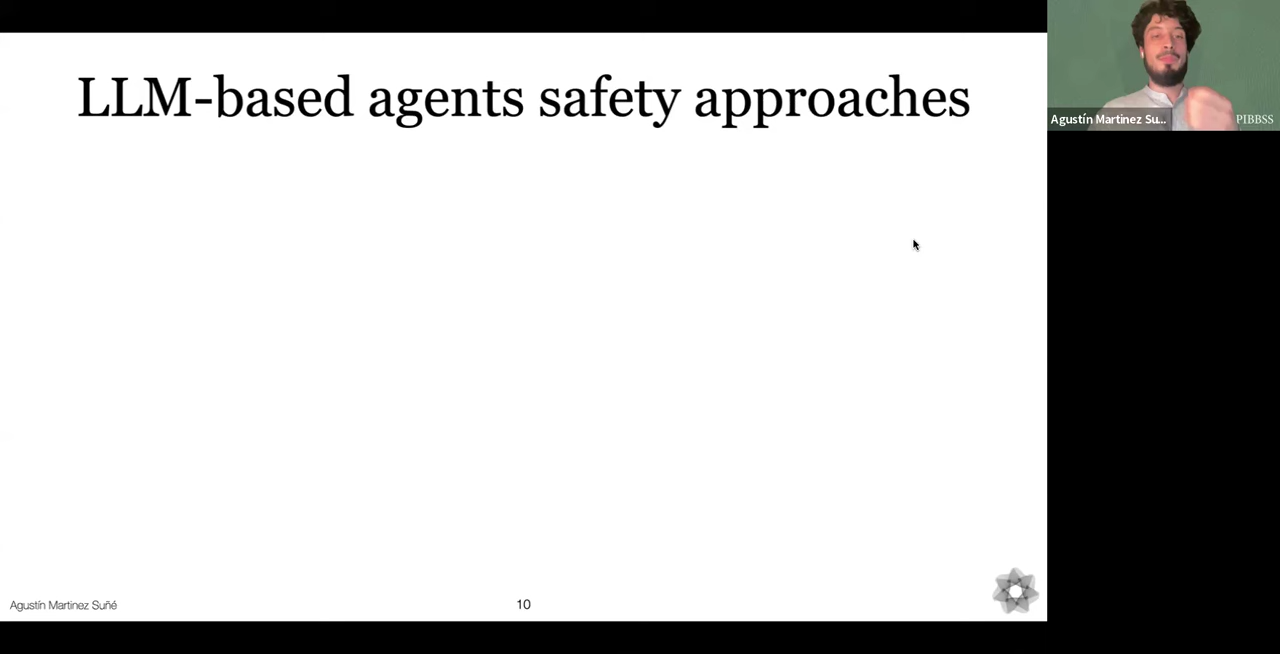 LLM-based agents safety approaches
Agustín Martinez Su...
PIBBSS
Agustín Martinez Suñé
10